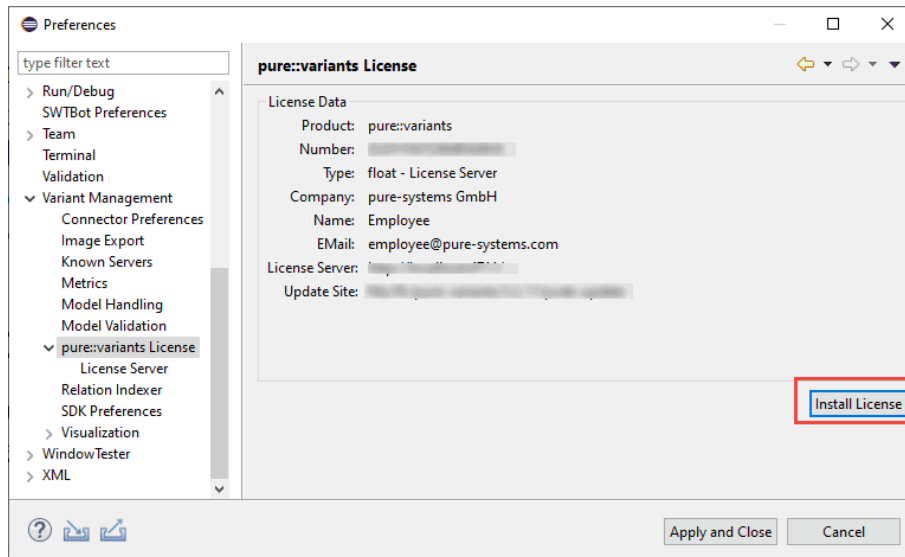 Preferences
type filter text
Run/Debug
SWTBot Preferences
Team
Terminal
Validation
Variant Management
Connector Preferences
Image Export
Known Servers
Metrics
Model Handling
Model Validation
pure::variants License
License Server
Relation Indexer
SDK Preferences
Visualization
WindowTester
XML
pure::variants License
License Data
Product: pure::variants
Number:
Type: float - License Server
Company: pure-systems GmbH
Name: Employee
EMail: employee@pure-systems.com
License Server:
Update Site:
Install License
Apply and Close
Cancel